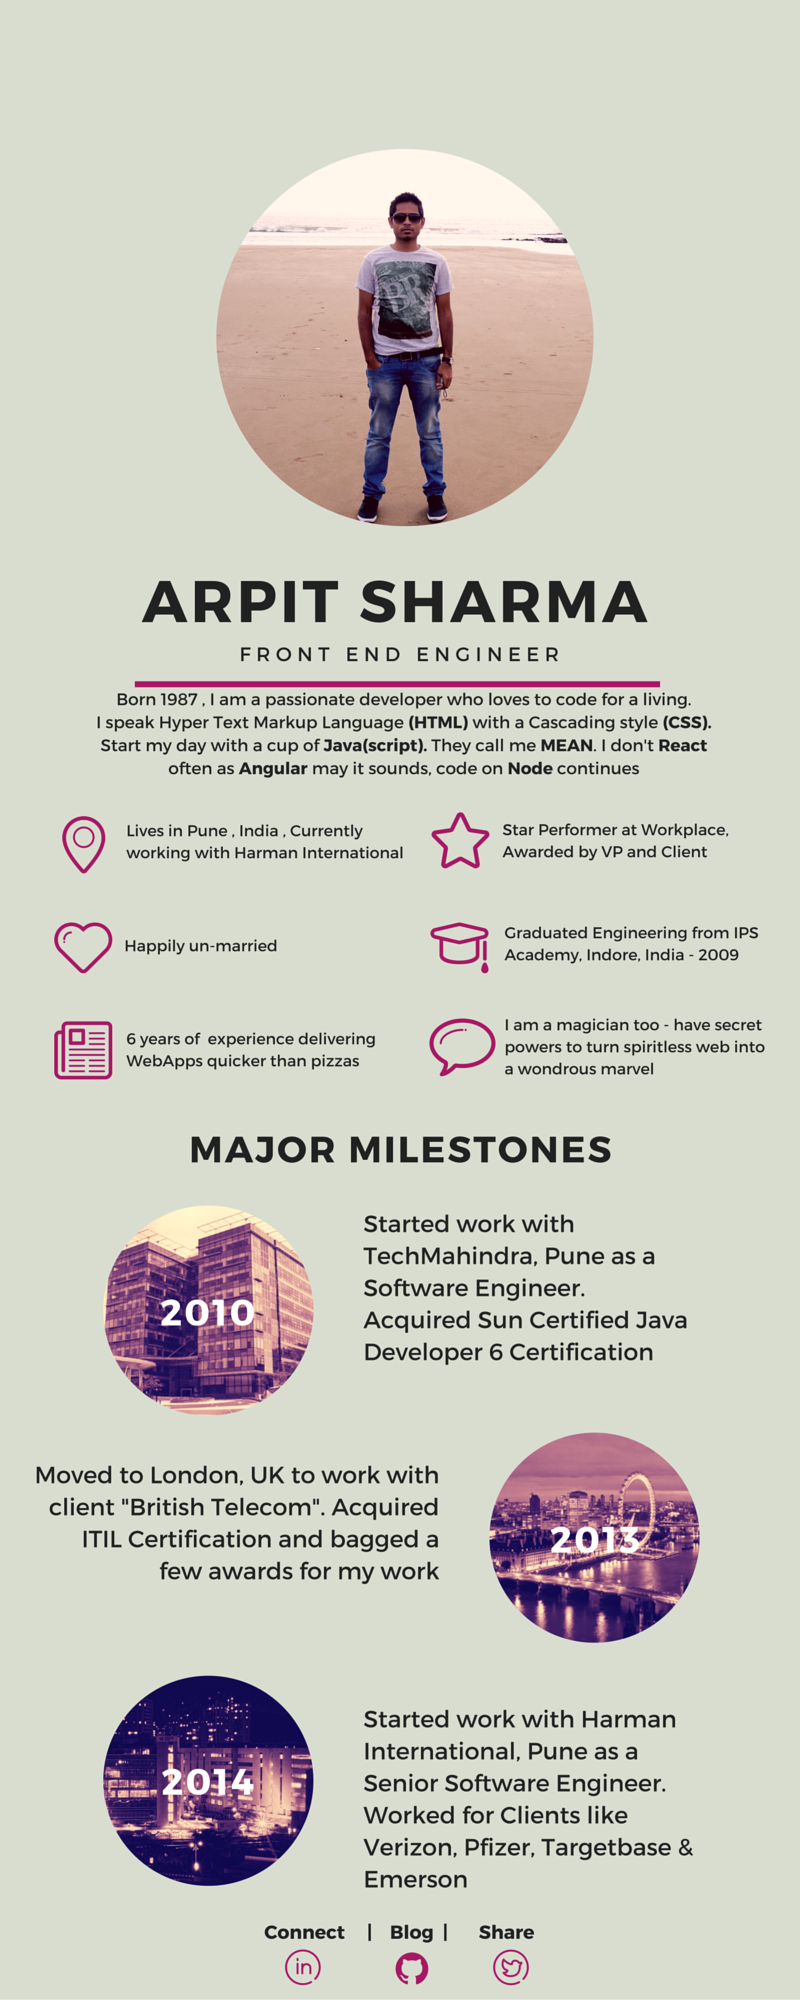 BR
ARPIT SHARMA
FRONT END ENGINEER
Born 1987 , I am a passionate developer who loves to code for a living.
I speak Hyper Text Markup Language (HTML) with a Cascading style (CSS).
Start my day with a cup of Java(script). They call me MEAN. I don't React
often as Angular may it sounds, code on Node continues
Lives in Pune , India , Currently
working with Harman International
Star Performer at Workplace,
Awarded by VP and Client
Happily un-married
Graduated Engineering from IPS
Academy, Indore, India - 2009
6 years of  experience delivering
WebApps quicker than pizzas
I am a magician too - have secret
powers to turn spiritless web into
a wondrous marvel
MAJOR MILESTONES
2010
Started work with
TechMahindra, Pune as a
Software Engineer.
Acquired Sun Certified Java
Developer 6 Certification
Moved to London, UK to work with
client "British Telecom". Acquired
ITIL Certification and bagged a
few awards for my work
2013
2014
Started work with Harman
International, Pune as a
Senior Software Engineer.
Worked for Clients like
Verizon, Pfizer, Targetbase &
Emerson
Connect | Blog | Share
in